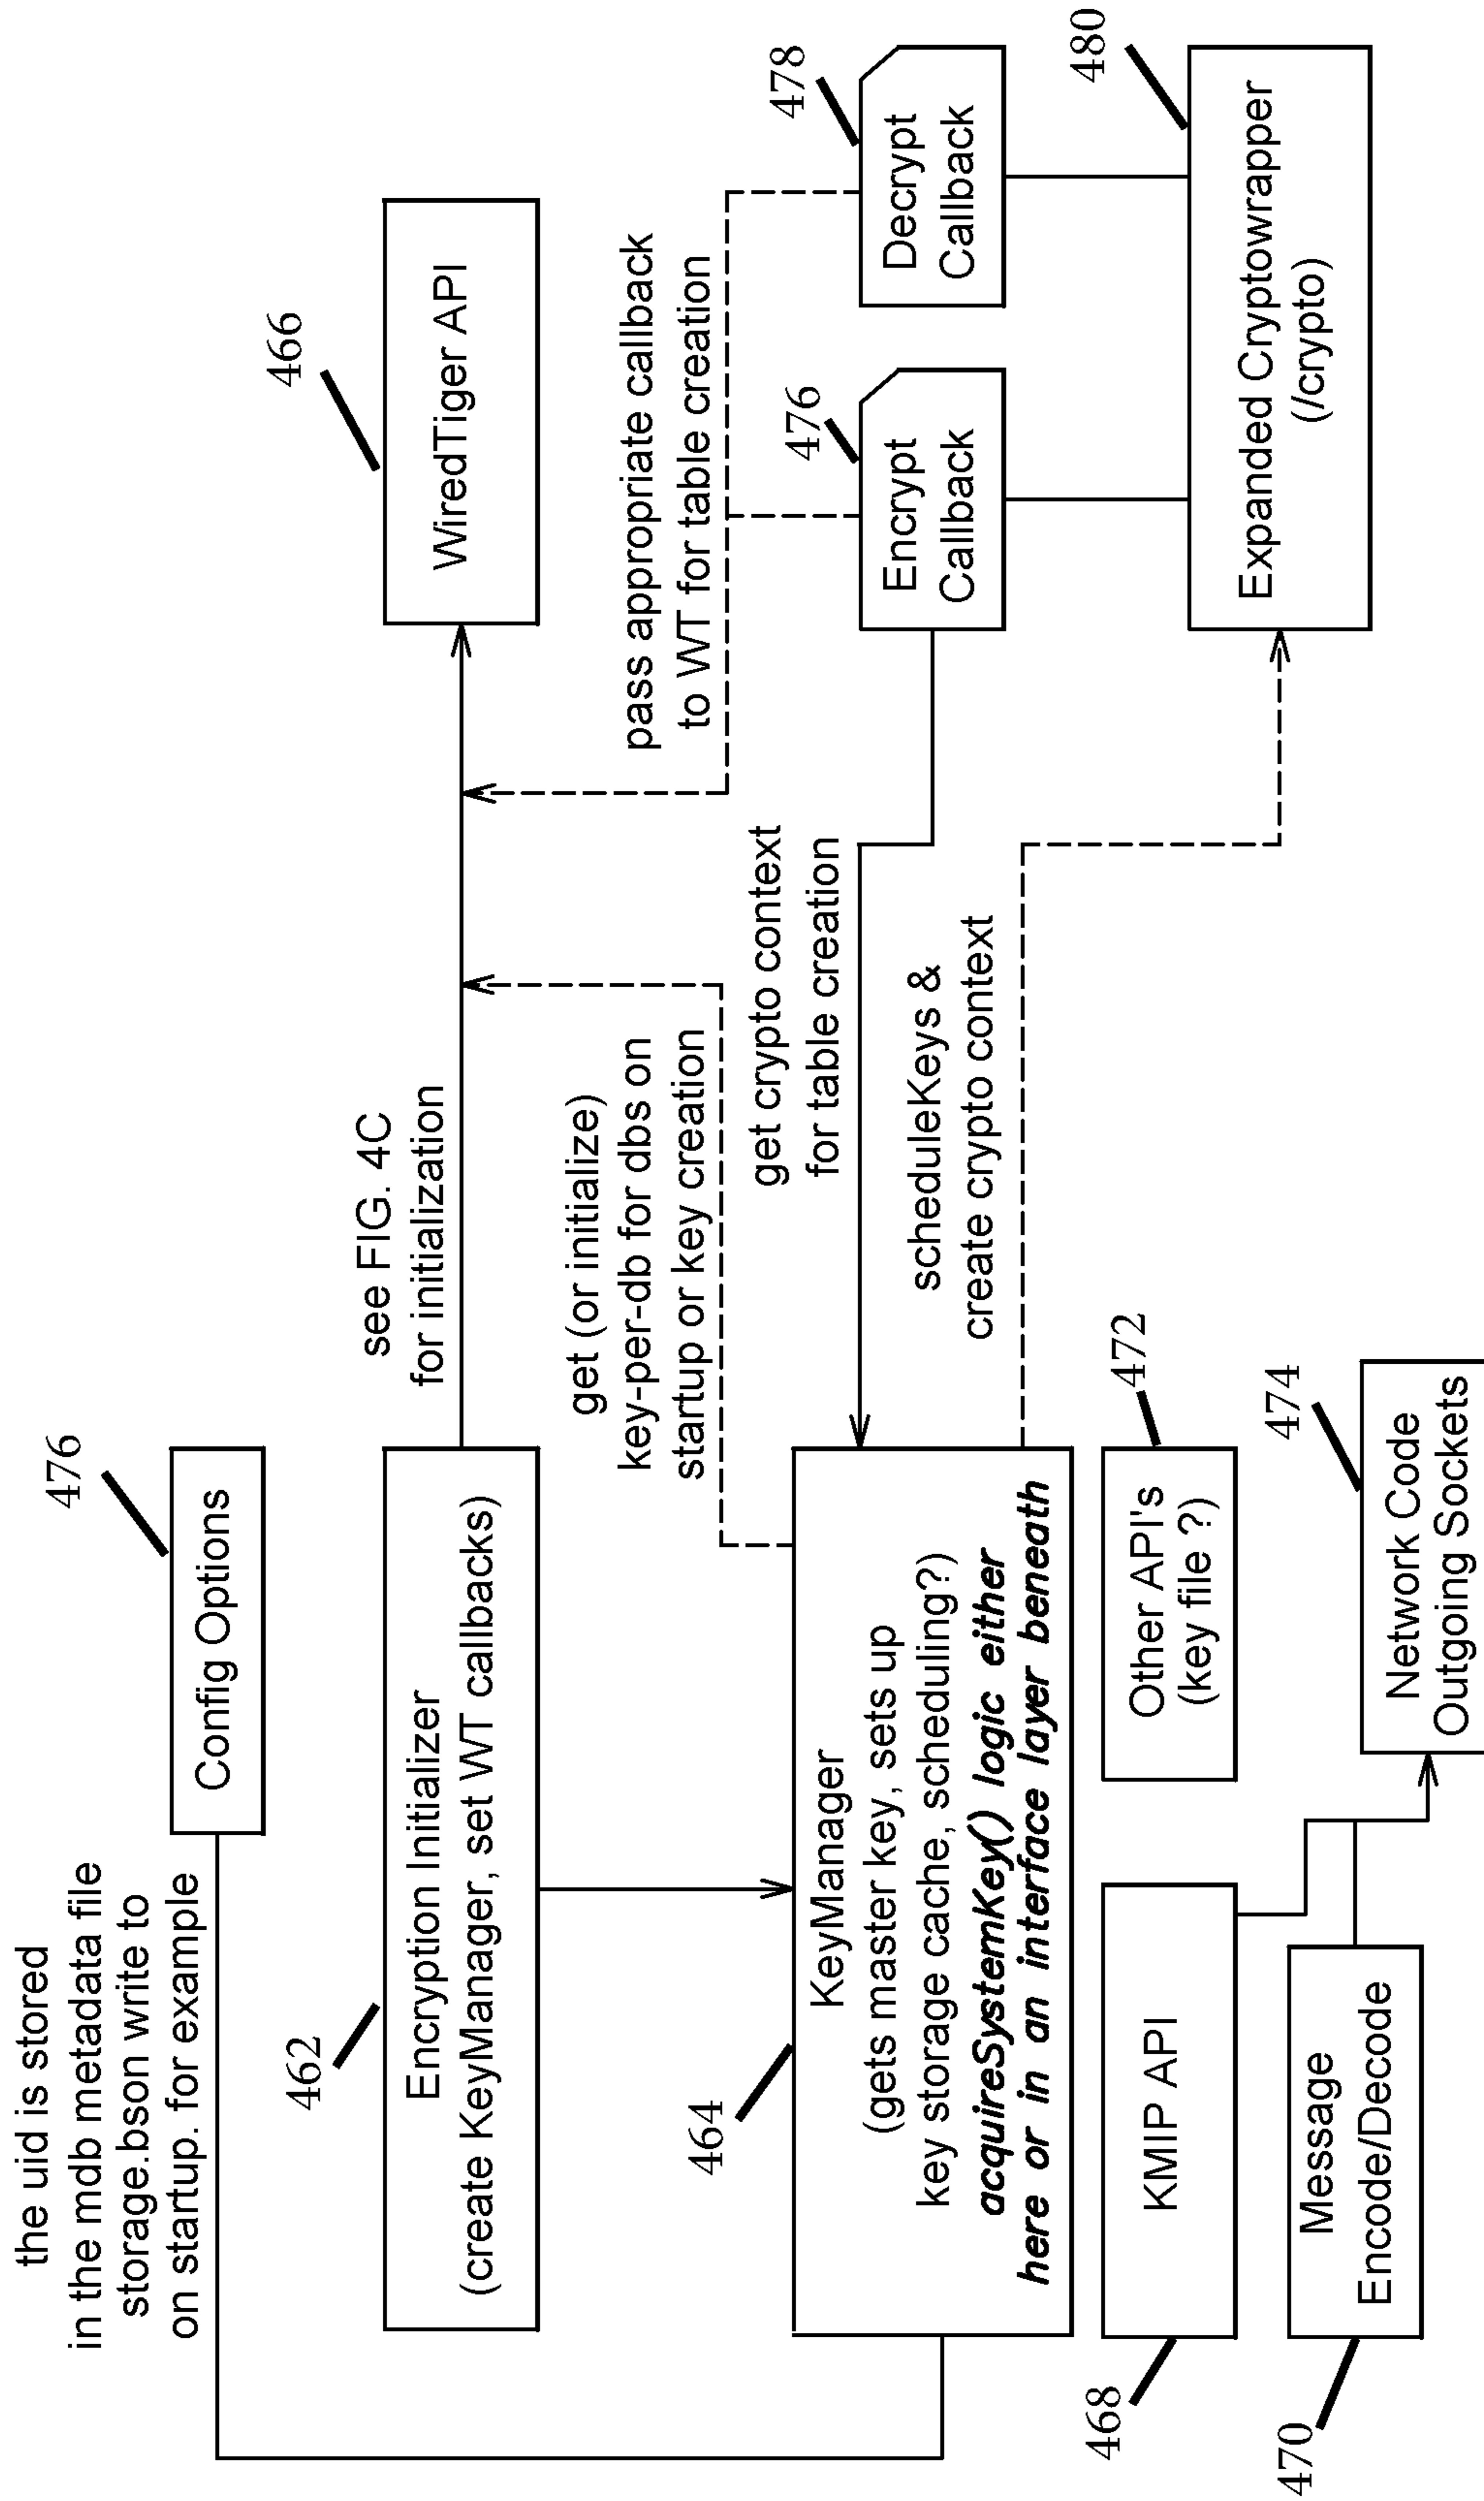 the uid is stored
in the mdb metadata file
storage.bson write to
on startup. for example
476
Config Options
462
Encryption Initializer
(create KeyManager, set WT callbacks)
see FIG. 4C
for initialization
466
WiredTiger API
get (or initialize)
key-per-db for dbs on
startup or key creation
pass appropriate callback
to WT for table creation
464
KeyManager
(gets master key, sets up
key storage cache, scheduling?)
acquireSystemKey() logic either
here or in an interface layer beneath
get crypto context
for table creation
476
Encrypt
Callback
478
Decrypt
Callback
scheduleKeys &
create crypto context
480
Expanded Cryptowrapper
(/crypto)
468
KMIP API
472
Other API's
(key file ?)
470
Message
Encode/Decode
474
Network Code
Outgoing Sockets